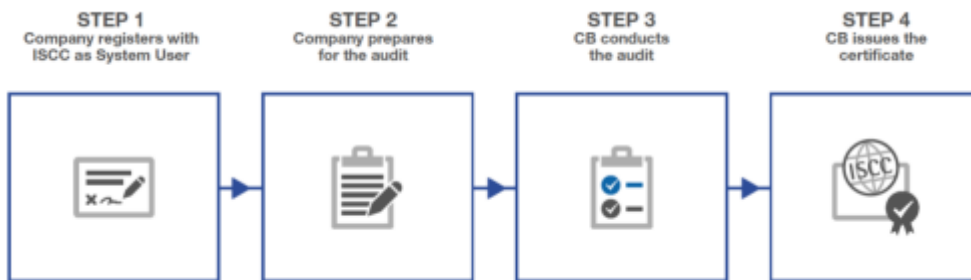 STEP 1
Company registers with
ISCC as System User
STEP 2
Company prepares
for the audit
STEP 3
CB conducts
the audit
STEP 4
CB issues the
certificate
ISCC